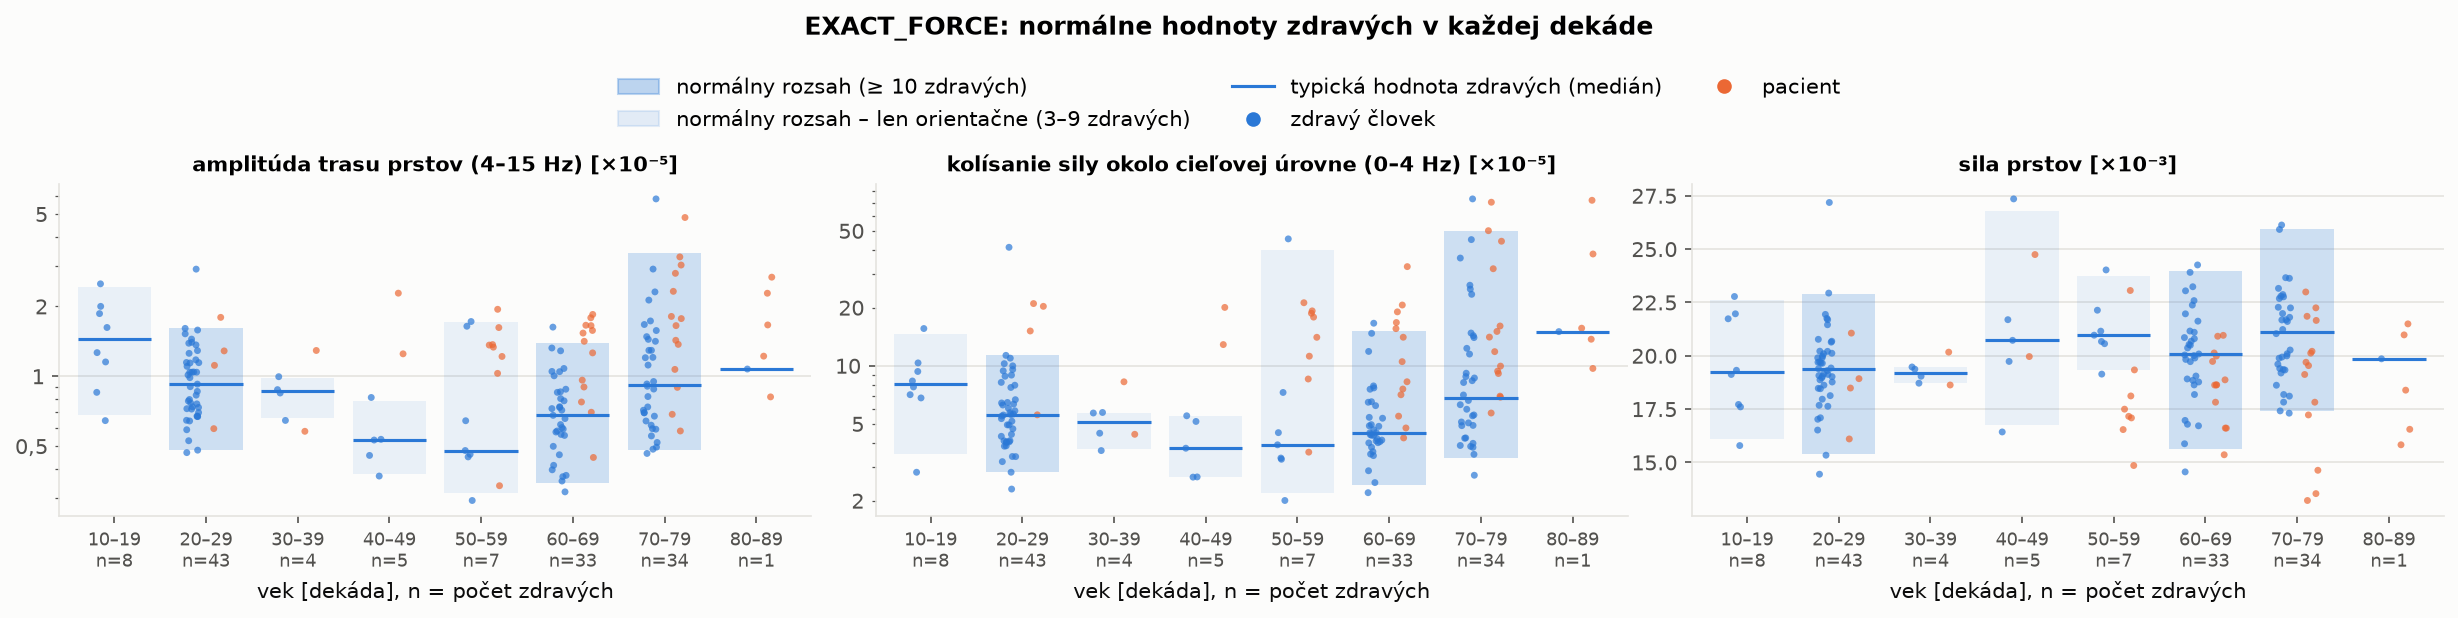 EXACT_FORCE: normálne hodnoty zdravých v každej dekáde
normálny rozsah (≥ 10 zdravých)
normálny rozsah – len orientačne (3–9 zdravých)
typická hodnota zdravých (medián)
zdravý človek
pacient
amplitúda trasu prstov (4–15 Hz) [×10⁻⁵]
5
2
1
0,5
10–19 20–29 30–39 40–49 50–59 60–69 70–79 80–89
n=8 n=43 n=4 n=5 n=7 n=33 n=34 n=1
vek [dekáda], n = počet zdravých
kolísanie sily okolo cieľovej úrovne (0–4 Hz) [×10⁻⁵]
50
20
10
5
2
10–19 20–29 30–39 40–49 50–59 60–69 70–79 80–89
n=8 n=43 n=4 n=5 n=7 n=33 n=34 n=1
vek [dekáda], n = počet zdravých
sila prstov [×10⁻³]
27.5
25.0
22.5
20.0
17.5
15.0
10–19 20–29 30–39 40–49 50–59 60–69 70–79 80–89
n=8 n=43 n=4 n=5 n=7 n=33 n=34 n=1
vek [dekáda], n = počet zdravých